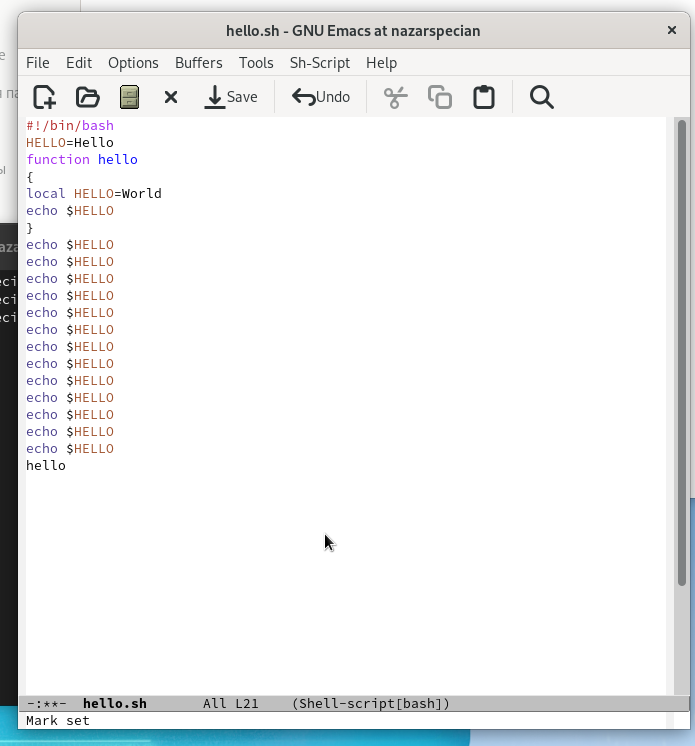 hello.sh - GNU Emacs at nazarspecian
File Edit Options Buffers Tools Sh-Script Help
Save Undo
#!/bin/bash
HELLO=Hello
function hello
{
local HELLO=World
echo $HELLO
}
echo $HELLO
echo $HELLO
echo $HELLO
echo $HELLO
echo $HELLO
echo $HELLO
echo $HELLO
echo $HELLO
echo $HELLO
echo $HELLO
echo $HELLO
echo $HELLO
echo $HELLO
hello
-:**- hello.sh All L21 (Shell-script[bash])
Mark set